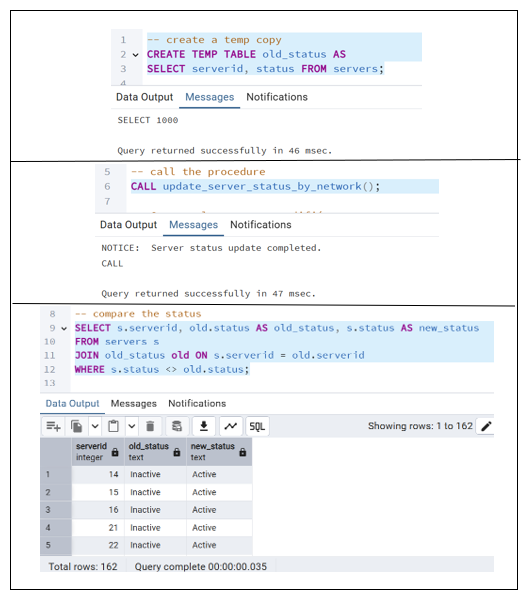 1 -- create a temp copy
2 CREATE TEMP TABLE old_status AS
3 SELECT serverid, status FROM servers;
4
Data Output Messages Notifications
SELECT 1000
Query returned successfully in 46 msec.
5 -- call the procedure
6 CALL update_server_status_by_network();
7
Data Output Messages Notifications
NOTICE: Server status update completed.
CALL
Query returned successfully in 47 msec.
8 -- compare the status
9 SELECT s.serverid, old.status AS old_status, s.status AS new_status
10 FROM servers s
11 JOIN old_status old ON s.serverid = old.serverid
12 WHERE s.status <> old.status;
13
Data Output Messages Notifications
SQL Showing rows: 1 to 162
serverid old_status new_status
integer text text
1 14 Inactive Active
2 15 Inactive Active
3 16 Inactive Active
4 21 Inactive Active
5 22 Inactive Active
Total rows: 162 Query complete 00:00:00.035